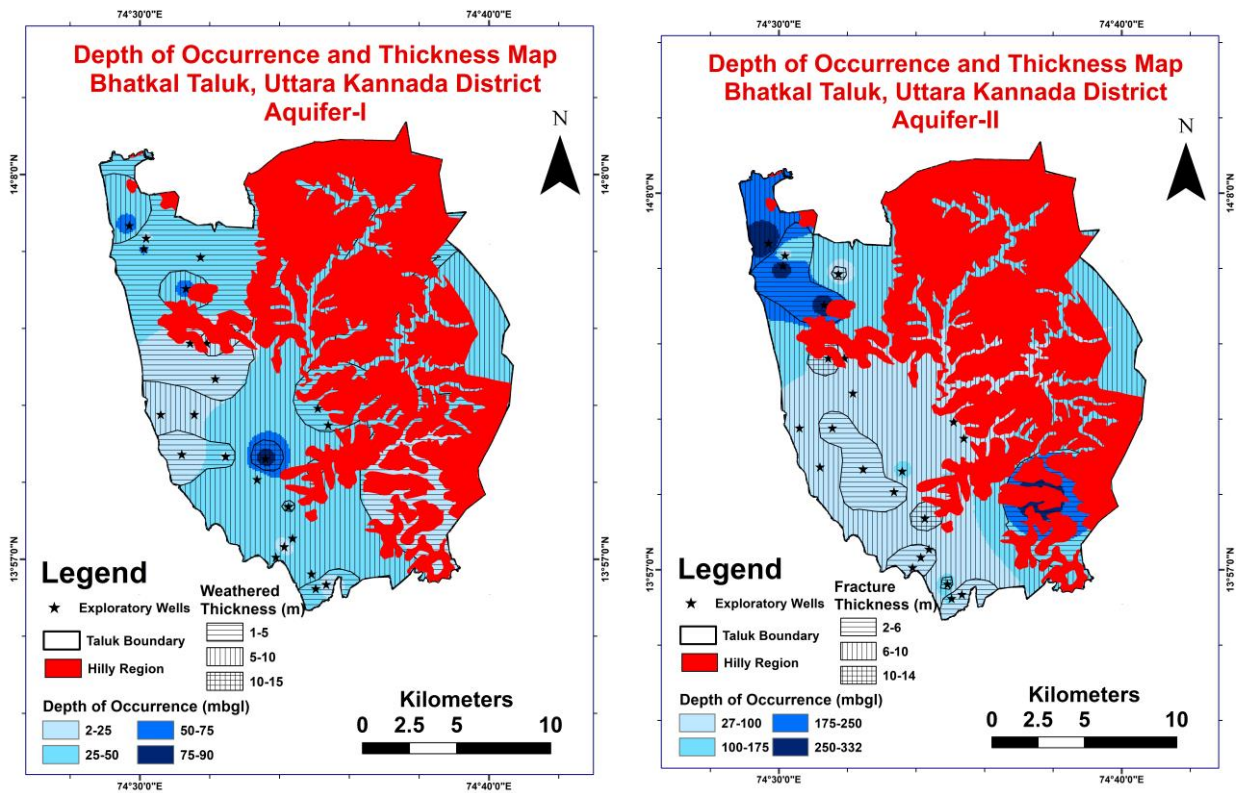 74°30'0"E
74°40'0"E
Depth of Occurrence and Thickness Map
Bhatkal Taluk, Uttara Kannada District
Aquifer-I
N
14°8'0"N
14°8'0"N
13°57'0"N
13°57'0"N
Legend
Exploratory Wells
Taluk Boundary
Hilly Region
Weathered
Thickness (m)
1-5
5-10
10-15
Depth of Occurrence (mbgl)
2-25
50-75
25-50
75-90
Kilometers
0 2.5 5 10
74°30'0"E
74°40'0"E
74°30'0"E
74°40'0"E
Depth of Occurrence and Thickness Map
Bhatkal Taluk, Uttara Kannada District
Aquifer-II
N
14°8'0"N
14°8'0"N
13°57'0"N
13°57'0"N
Legend
Exploratory Wells
Taluk Boundary
Hilly Region
Fracture
Thickness (m)
2-6
6-10
10-14
Depth of Occurrence (mbgl)
27-100
175-250
100-175
250-332
Kilometers
0 2.5 5 10
74°30'0"E
74°40'0"E